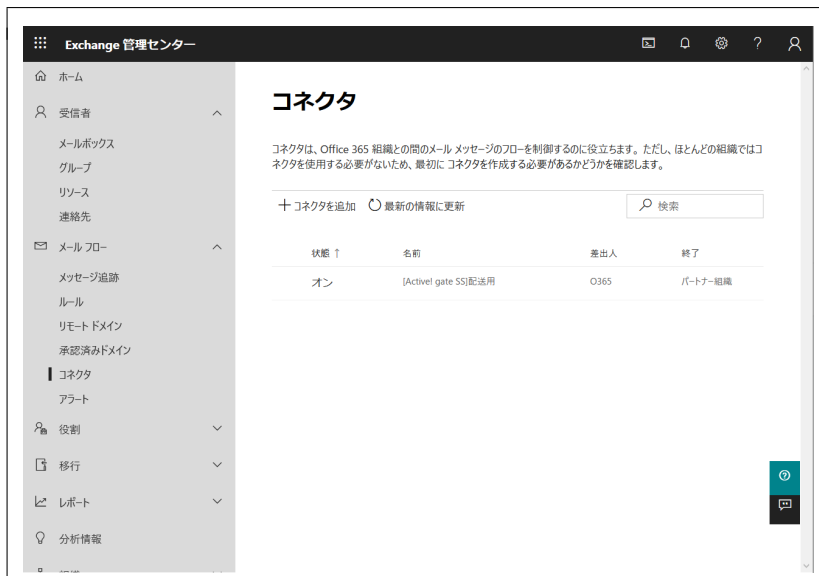 Exchange 管理センター
ホーム
受信者
メールボックス
グループ
リソース
連絡先
メール フロー
メッセージ追跡
ルール
リモート ドメイン
承認済みドメイン
コネクタ
アラート
役割
移行
レポート
分析情報
コネクタ
コネクタは、Office 365 組織との間のメール メッセージのフローを制御するのに役立ちます。ただし、ほとんどの組織ではコ
ネクタを使用する必要がないため、最初に コネクタを作成する必要があるかどうかを確認します。
コネクタを追加 最新の情報に更新 検索
状態 ↑ 名前 差出人 終了
オン [Active! gate SS]配送用 O365 パートナー組織